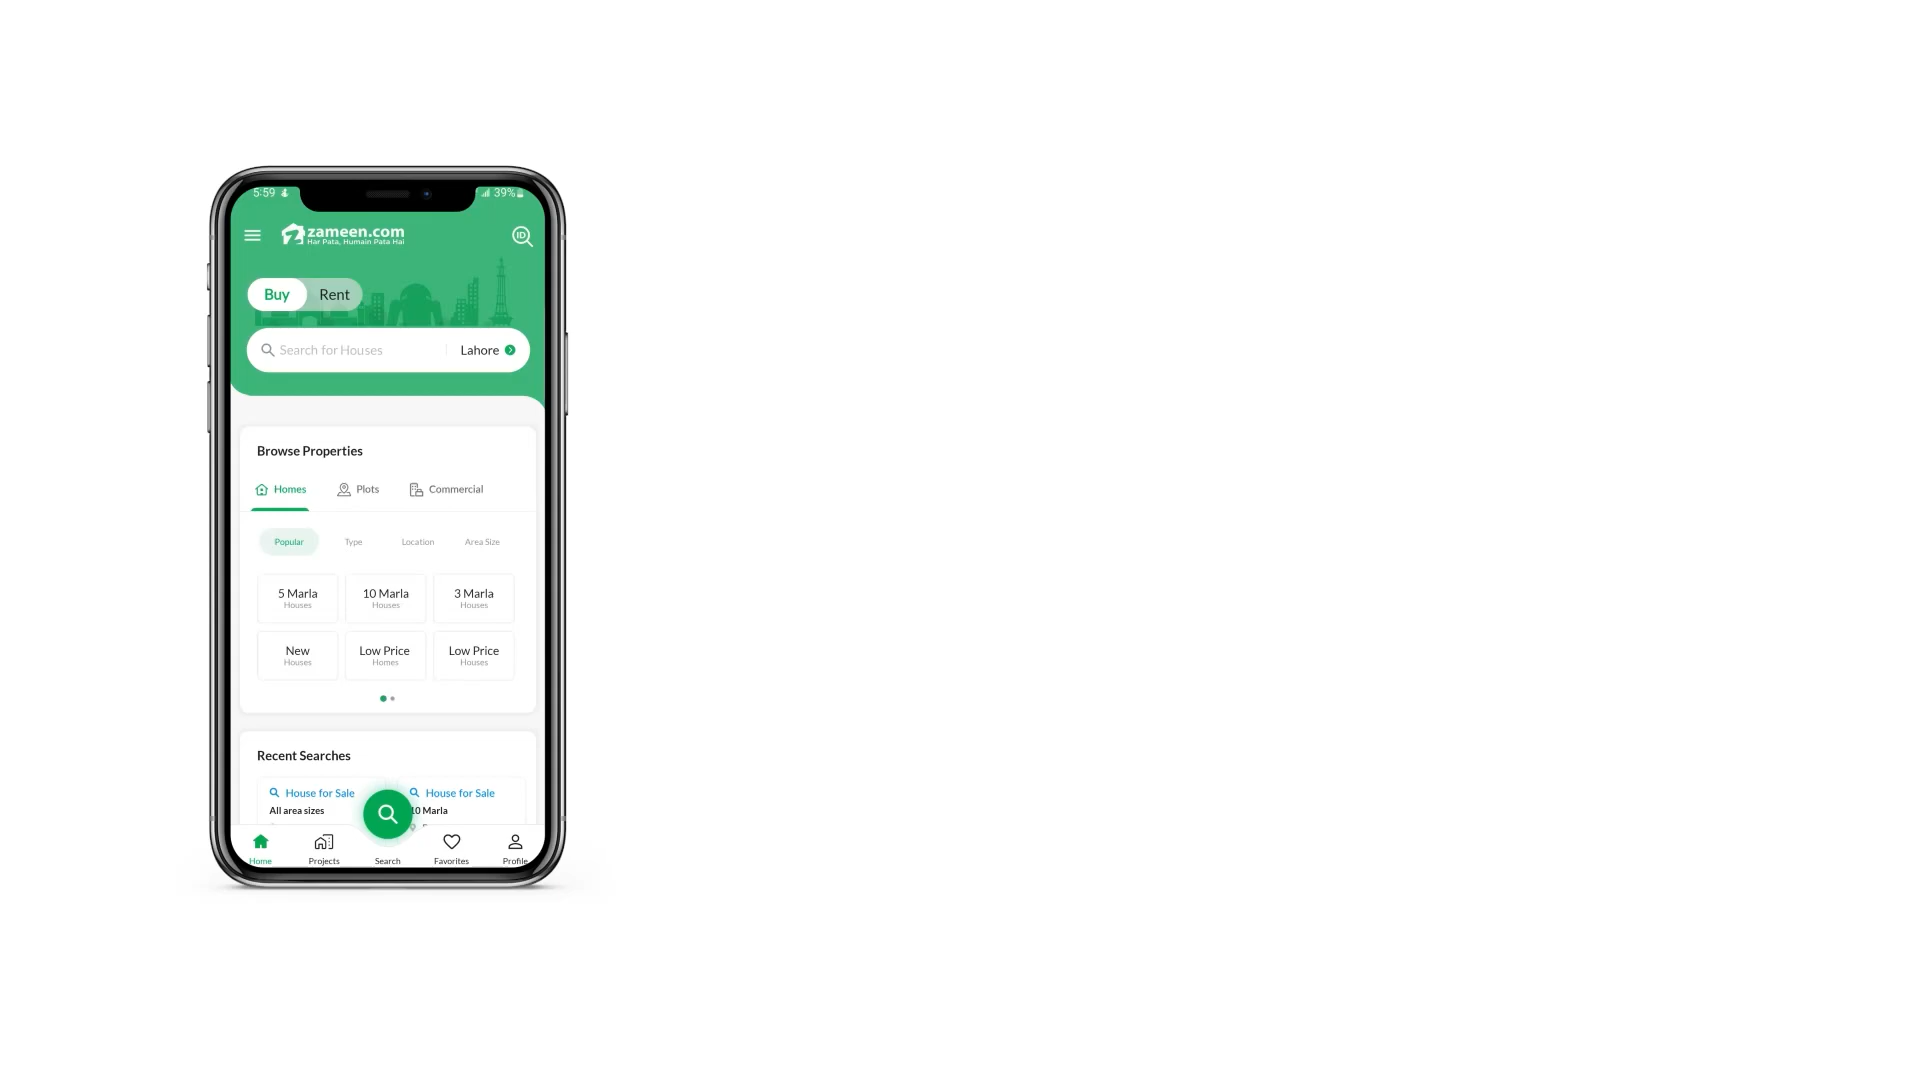 5:59
39%
zameen.com
Har Pata, Humain Pata Hai
ID
Buy Rent
Search for Houses Lahore
Browse Properties
Homes Plots Commercial
Popular Type Location Area Size
5 Marla 10 Marla 3 Marla
Houses Houses Houses
New Low Price Low Price
Houses Homes Houses
Recent Searches
House for Sale House for Sale
All area sizes 10 Marla
Home Projects Search Favorites Profile